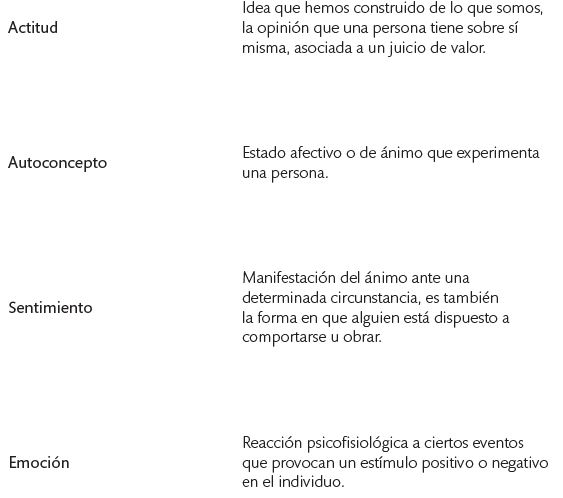 Actitud
Idea que hemos construido de lo que somos,
la opinión que una persona tiene sobre sí
misma, asociada a un juicio de valor.
Autoconcepto
Estado afectivo o de ánimo que experimenta
una persona.
Sentimiento
Manifestación del ánimo ante una
determinada circunstancia, es también
la forma en que alguien está dispuesto a
comportarse u obrar.
Emoción
Reacción psicofisiológica a ciertos eventos
que provocan un estímulo positivo o negativo
en el individuo.